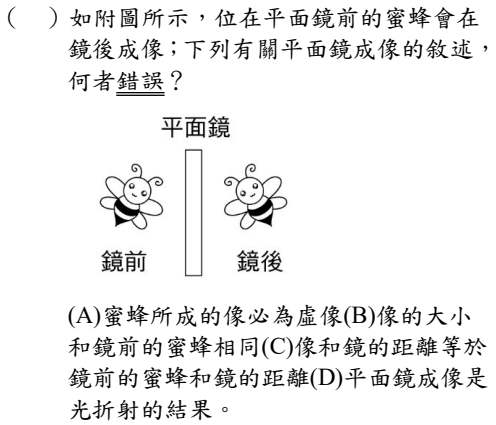 （　）如附圖所示，位在平面鏡前的蜜蜂會在
鏡後成像；下列有關平面鏡成像的敘述，
何者錯誤？
平面鏡
鏡前
鏡後
(A)蜜蜂所成的像必為虛像(B)像的大小
和鏡前的蜜蜂相同(C)像和鏡的距離等於
鏡前的蜜蜂和鏡的距離(D)平面鏡成像是
光折射的結果。